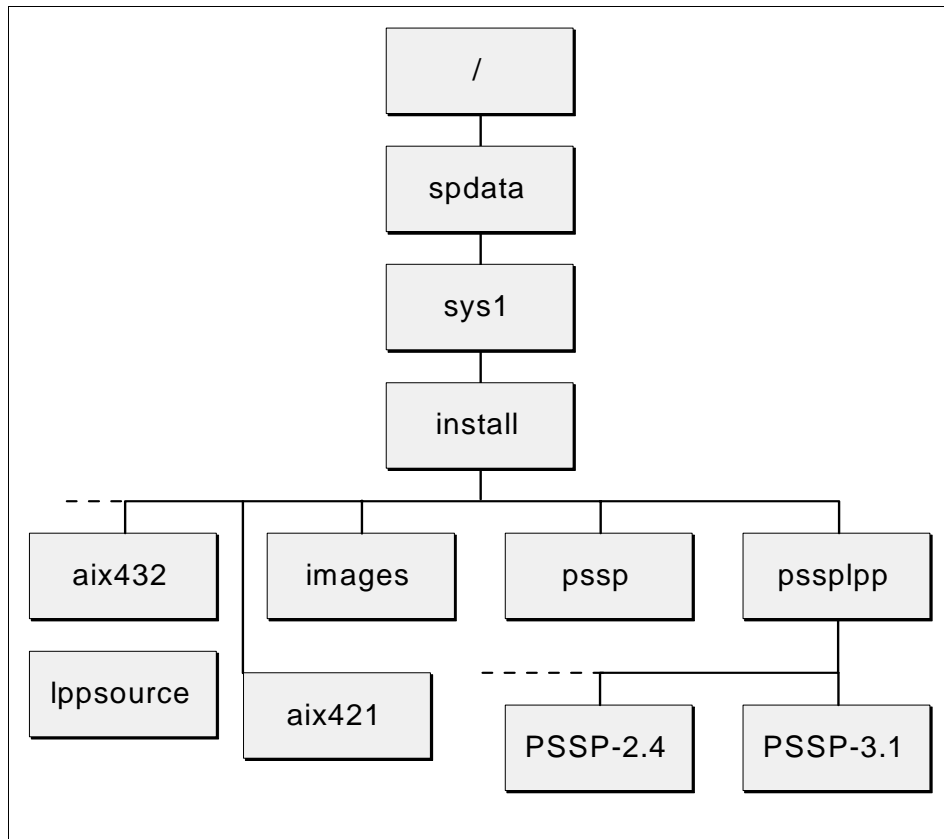 /
spdata
sys1
install
aix432
images
pssp
pssplpp
lppsource
aix421
PSSP-2.4
PSSP-3.1